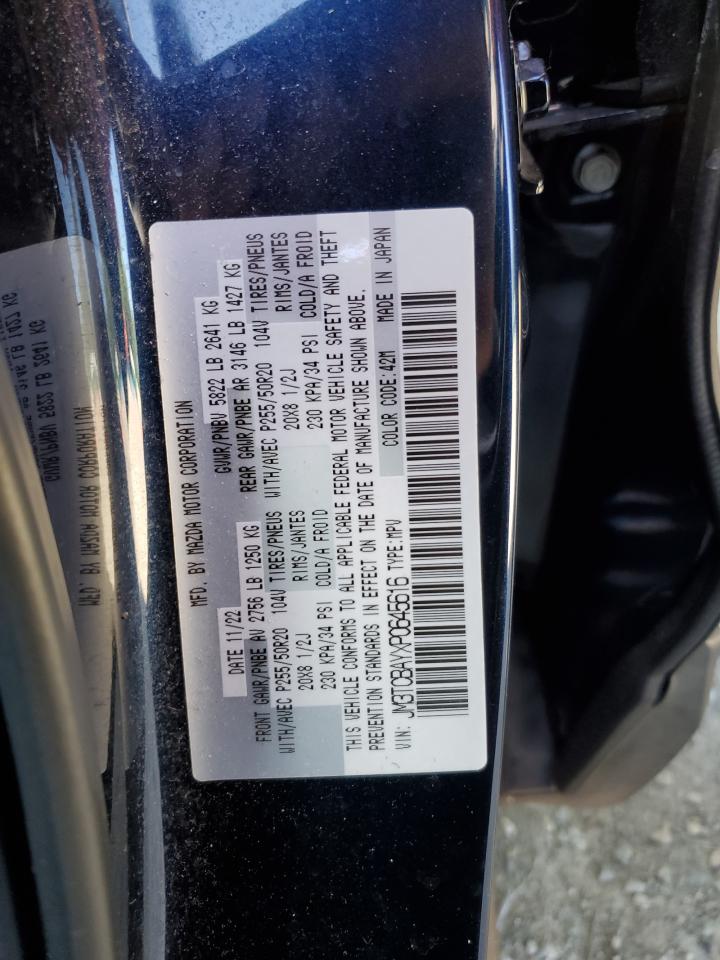 MFD. BY MAZDA MOTOR CORPORATION
DATE 11/22 GVWR/PNBV 5822 LB 2641 KG
FRONT GAWR/PNBE AV 2756 LB 1250 KG REAR GAWR/PNBE AR 3146 LB 1427 KG
WITH/AVEC P255/50R20 104V TIRES/PNEUS WITH/AVEC P255/50R20 104V TIRES/PNEUS
20X8 1/2J RIMS/JANTES 20X8 1/2J RIMS/JANTES
230 KPA/34 PSI COLD/A FROID 230 KPA/34 PSI COLD/A FROID
THIS VEHICLE CONFORMS TO ALL APPLICABLE FEDERAL MOTOR VEHICLE SAFETY AND THEFT
PREVENTION STANDARDS IN EFFECT ON THE DATE OF MANUFACTURE SHOWN ABOVE.
VIN: JM3TCBAYXP0645616 TYPE:MPV COLOR CODE:42M MADE IN JAPAN